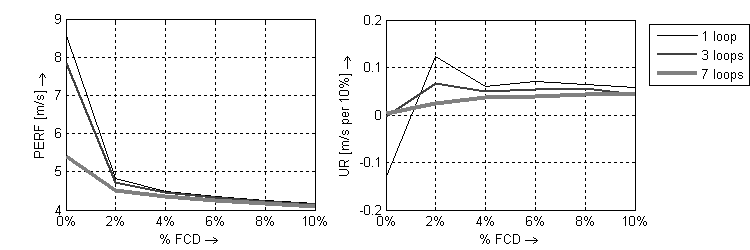 9
8
7
6
5
4
PERF [m/s] →
0% 2% 4% 6% 8% 10%
% FCD →
0.2
0.1
0
-0.1
-0.2
UR [m/s per 10%] →
0% 2% 4% 6% 8% 10%
% FCD →
1 loop
3 loops
7 loops